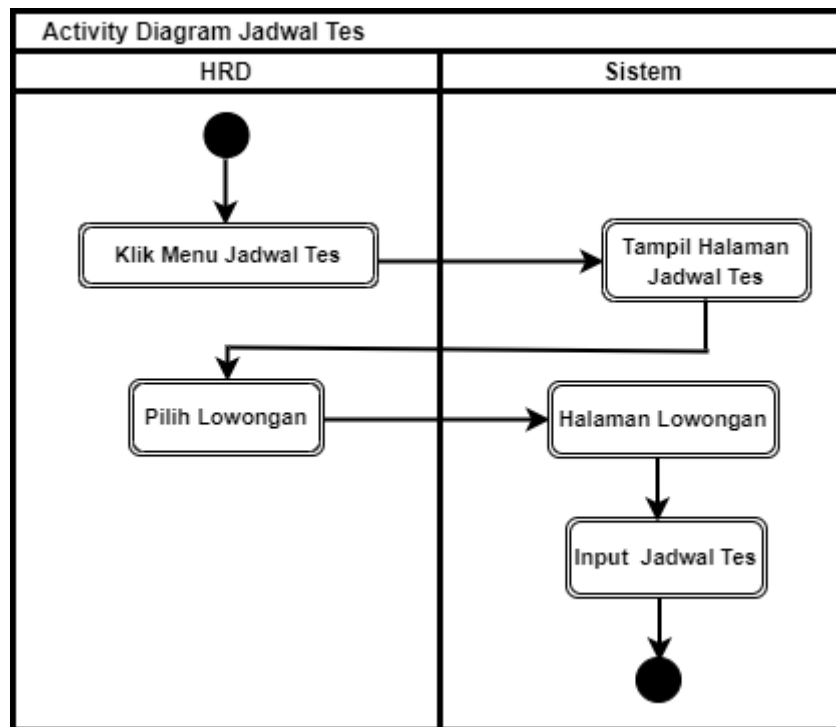 Activity Diagram Jadwal Tes
HRD
Sistem
Klik Menu Jadwal Tes
Tampil Halaman
Jadwal Tes
Pilih Lowongan
Halaman Lowongan
Input Jadwal Tes